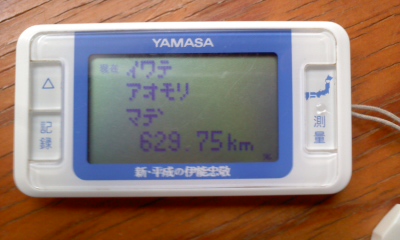 YAMASA
現在 イワテ
アオモリ
マデ
629.75km
△
記録
測量
新・平成の伊能忠敬